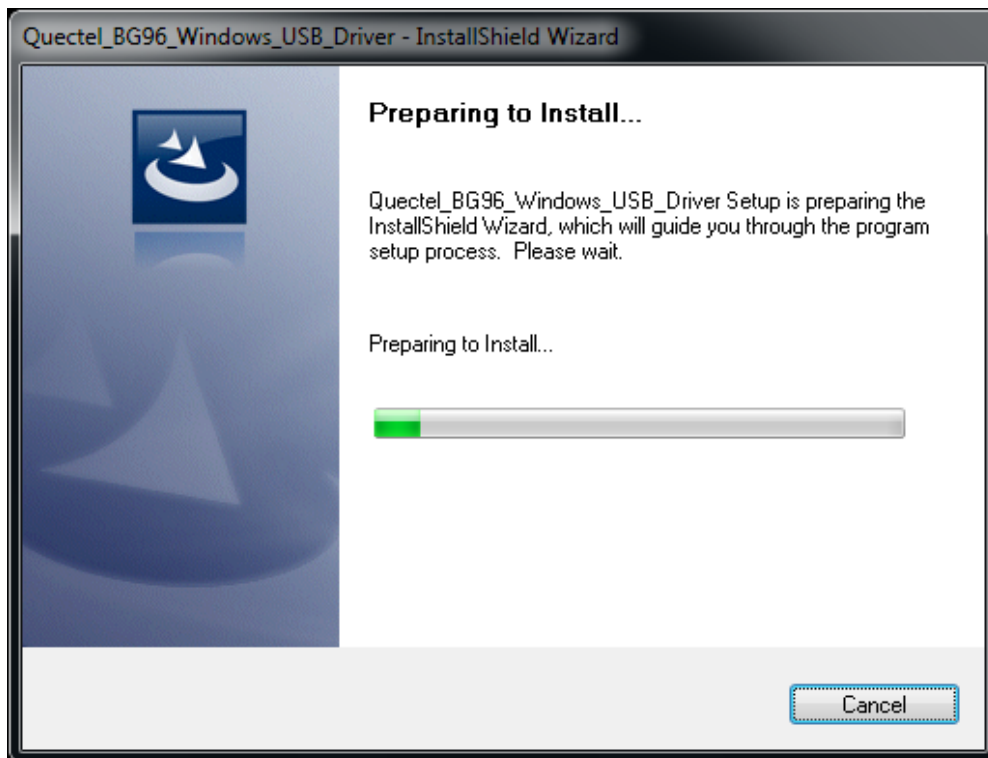 Quectel_BG96_Windows_USB_Driver - InstallShield Wizard
Preparing to Install...
Quectel_BG96_Windows_USB_Driver Setup is preparing the
InstallShield Wizard, which will guide you through the program
setup process.  Please wait.
Preparing to Install...
Cancel